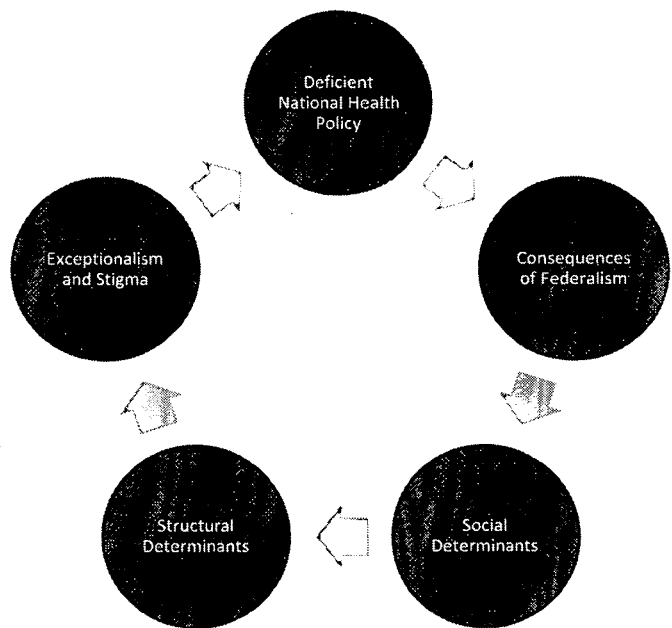 Deficient
National Health
Policy
Consequences
of Federalism
Social
Determinants
Structural
Determinants
Exceptionalism
and Stigma